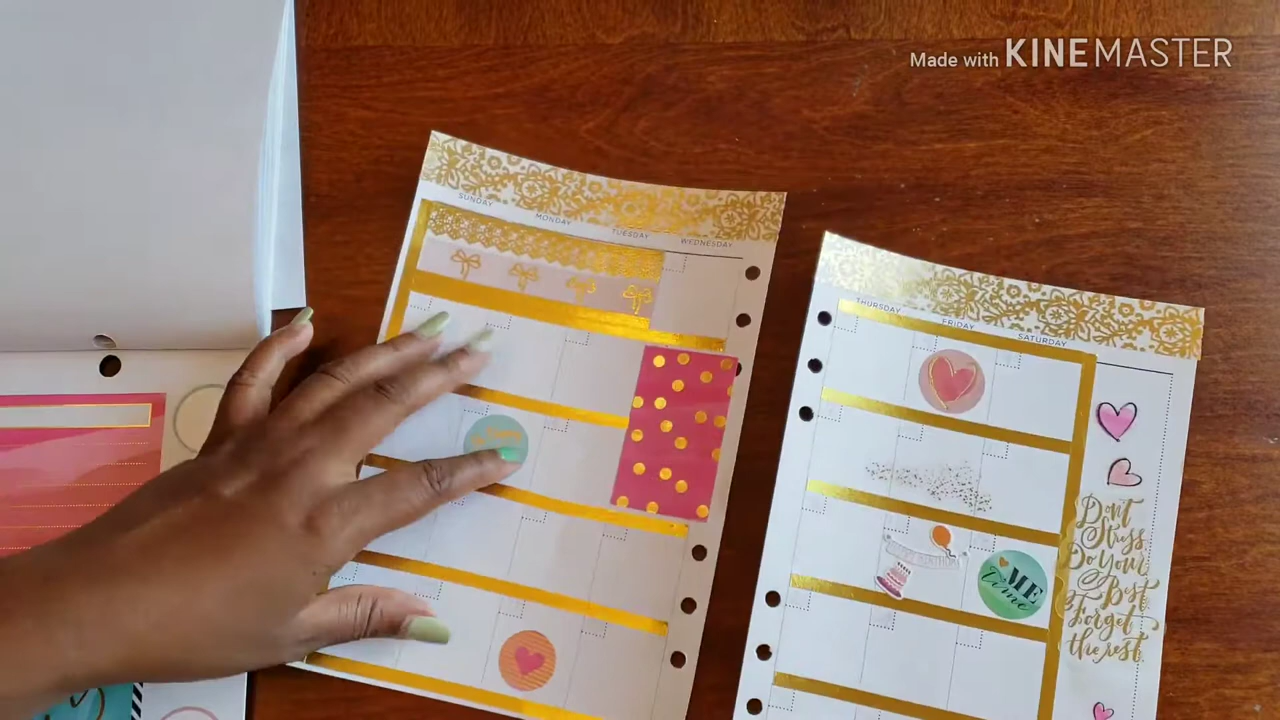 Made with KINEMASTER
SUNDAY
MONDAY
TUESDAY
WEDNESDAY
THURSDAY
FRIDAY
SATURDAY
ME
time
Don't
Stress
Do your
Best
Forget
the rest.